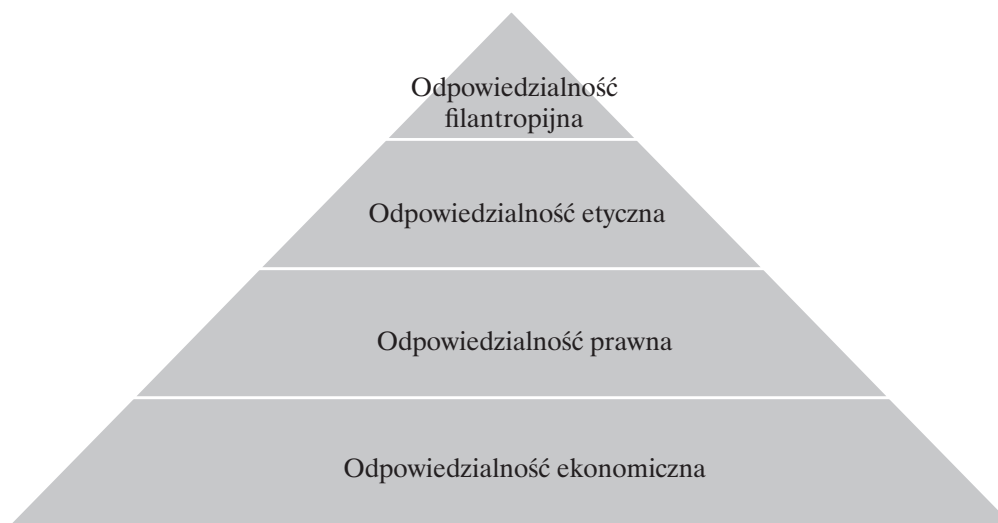 Odpowiedzialność
filantropijna
Odpowiedzialność etyczna
Odpowiedzialność prawna
Odpowiedzialność ekonomiczna